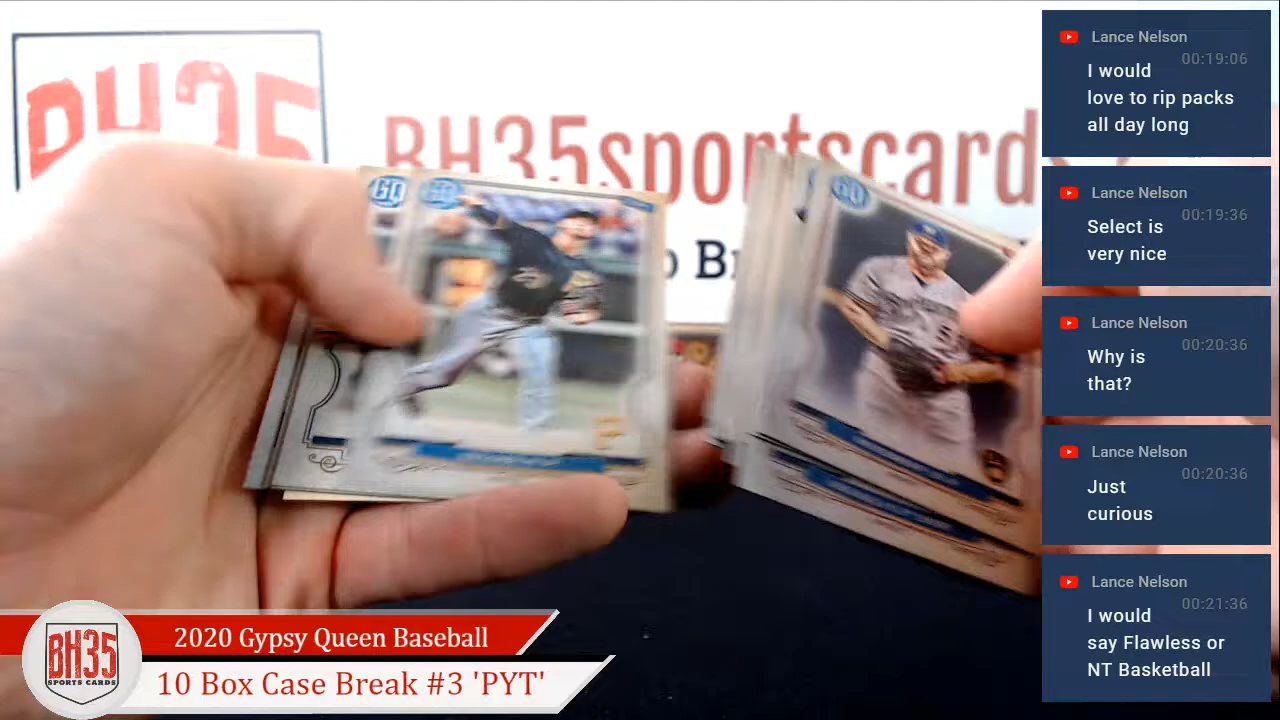 BH35
BH35sportscard
o B
GQ
GQ
GQ
Lance Nelson
00:19:06
I would
love to rip packs
all day long
Lance Nelson
00:19:36
Select is
very nice
Lance Nelson
00:20:36
Why is
that?
Lance Nelson
00:20:36
Just
curious
Lance Nelson
00:21:36
I would
say Flawless or
NT Basketball
2020 Gypsy Queen Baseball
10 Box Case Break #3 'PYT'
BH35
SPORTS CARDS